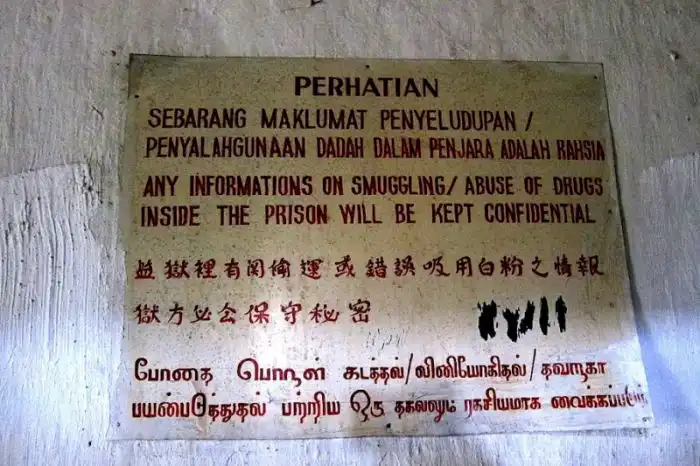 PERHATIAN
SEBARANG MAKLUMAT PENYELUDUPAN /
PENYALAHGUNAAN DADAH DALAM PENJARA ADALAH RAHSIA
ANY INFORMATIONS ON SMUGGLING/ ABUSE OF DRUGS
INSIDE THE PRISON WILL BE KEPT CONFIDENTIAL
监獄裡有関偷運或錯誤吸用白粉之情報
獄方必公保守秘密
போதை பொருள் கடத்தல்/வினியோகிதல்/
பயன்படுத்துதல் பற்றிய ஒரு தகவலும் ரகசியமாக